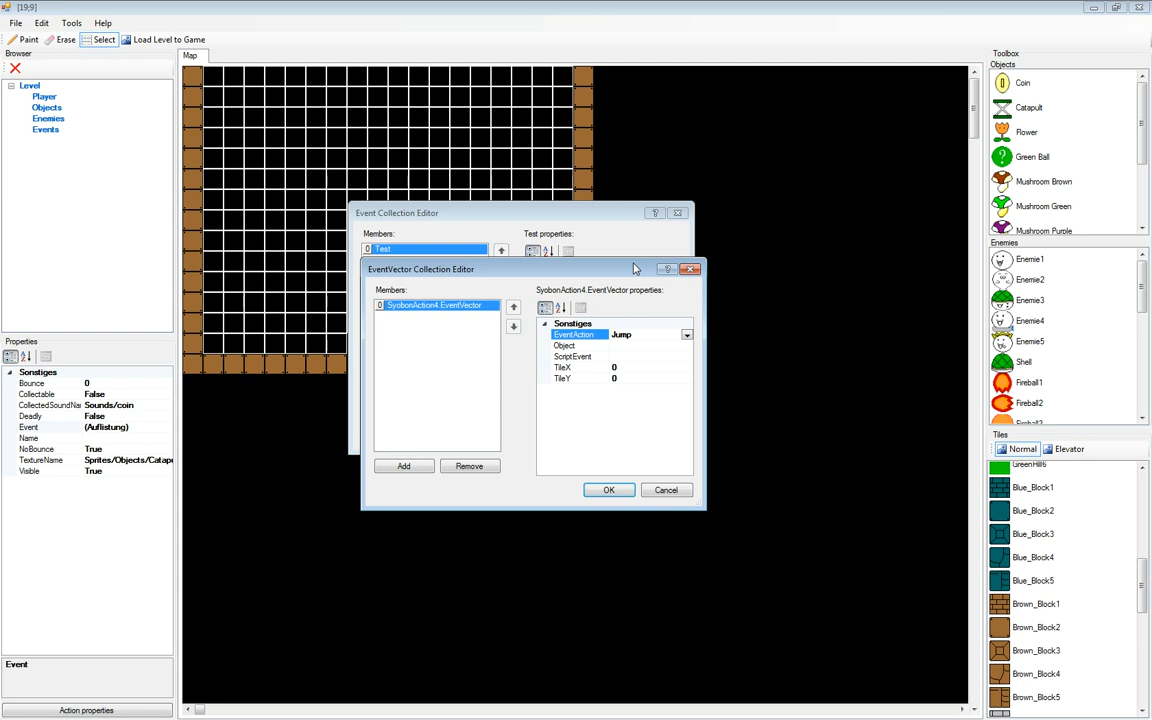 [19;9]
File Edit Tools Help
Paint Erase Select Load Level to Game
Browser
Level
Player
Objects
Enemies
Events
Properties
Sonstiges
Bounce 0
Collectable False
CollectedSoundNa Sounds/coin
Deadly False
Event (Auflistung)
Name
NoBounce True
TextureName Sprites/Objects/Catapu
Visible True
Event
Action properties
Map
Event Collection Editor
Members:
Test properties:
0 Test
EventVector Collection Editor
Members:
SyobonAction4.EventVector properties:
0 SyobonAction4.EventVector
Sonstiges
EventAction Jump
Object
ScriptEvent
TileX 0
TileY 0
Add Remove
OK Cancel
Toolbox
Objects
Coin
Catapult
Flower
Green Ball
Mushroom Brown
Mushroom Green
Mushroom Purple
Enemies
Enemie1
Enemie2
Enemie3
Enemie4
Enemie5
Shell
Fireball1
Fireball2
Tiles
Normal Elevator
GreenHill6
Blue_Block1
Blue_Block2
Blue_Block3
Blue_Block4
Blue_Block5
Brown_Block1
Brown_Block2
Brown_Block3
Brown_Block4
Brown_Block5